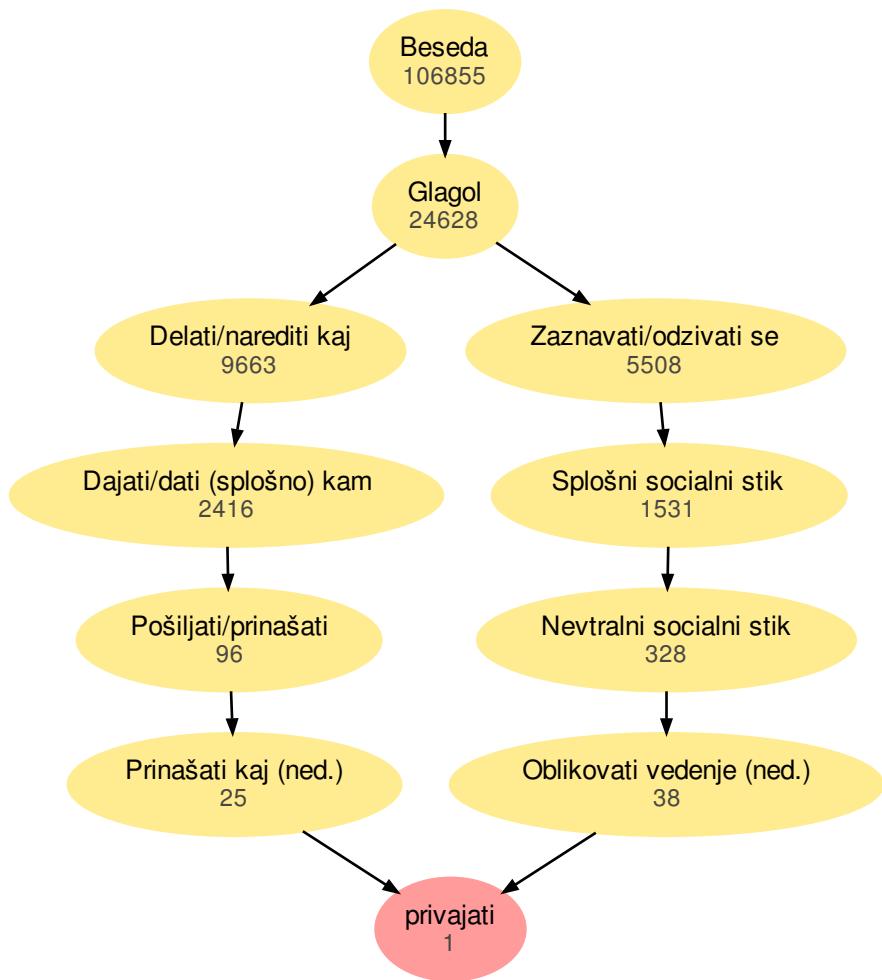 Beseda
106855
Glagol
24628
Delati/narediti kaj
9663
Zaznavati/odzivati se
5508
Dajati/dati (splošno) kam
2416
Splošni socialni stik
1531
Pošiljati/prinašati
96
Nevtralni socialni stik
328
Prinašati kaj (ned.)
25
Oblikovati vedenje (ned.)
38
privajati
1